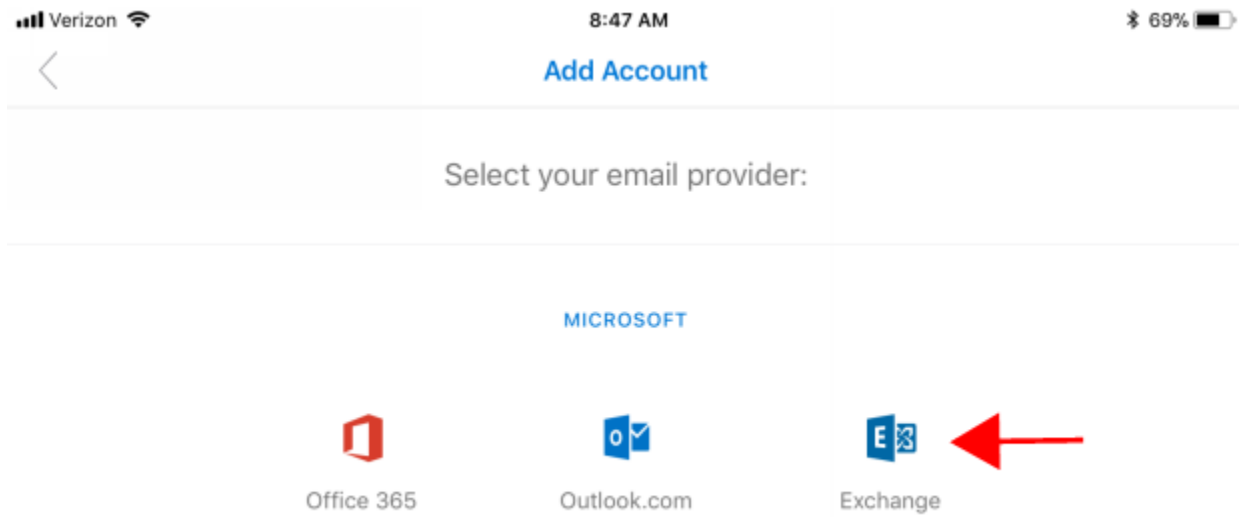 Verizon 8:47 AM 69%
Add Account
Select your email provider:
MICROSOFT
Office 365 Outlook.com Exchange